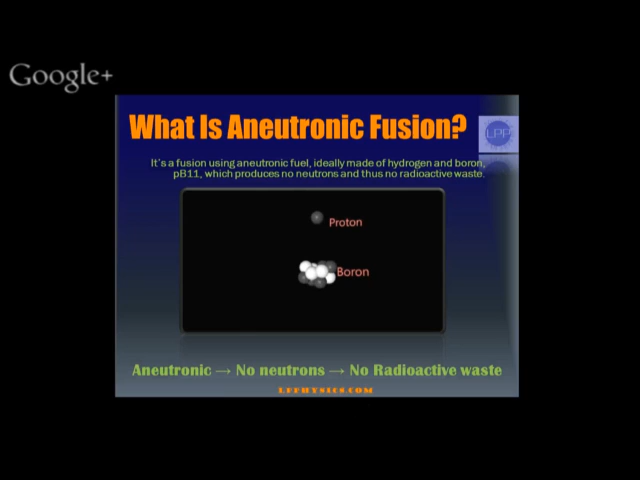 Google+
What Is Aneutronic Fusion?
LPP
It's a fusion using aneutronic fuel, ideally made of hydrogen and boron,
pB11, which produces no neutrons and thus no radioactive waste.
Proton
Boron
Aneutronic → No neutrons → No Radioactive waste
LPPHYSICS.COM